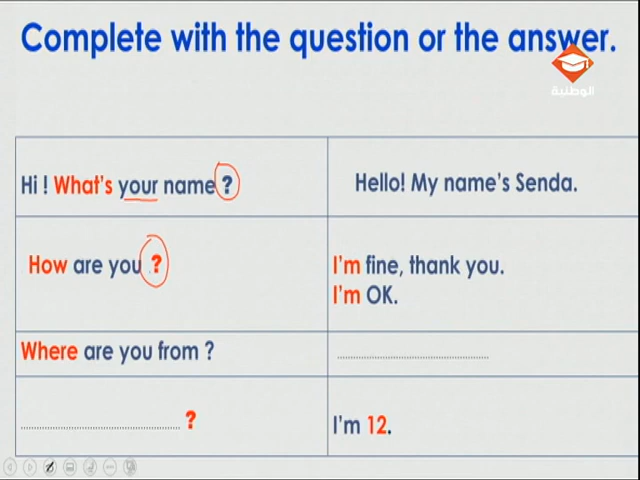 Complete with the question or the answer.
الوطنية
Hi ! What's your name ?
Hello! My name's Senda.
How are you ?
I'm fine, thank you.
I'm OK.
Where are you from ?
....................................................
.................................................... ?
I'm 12.